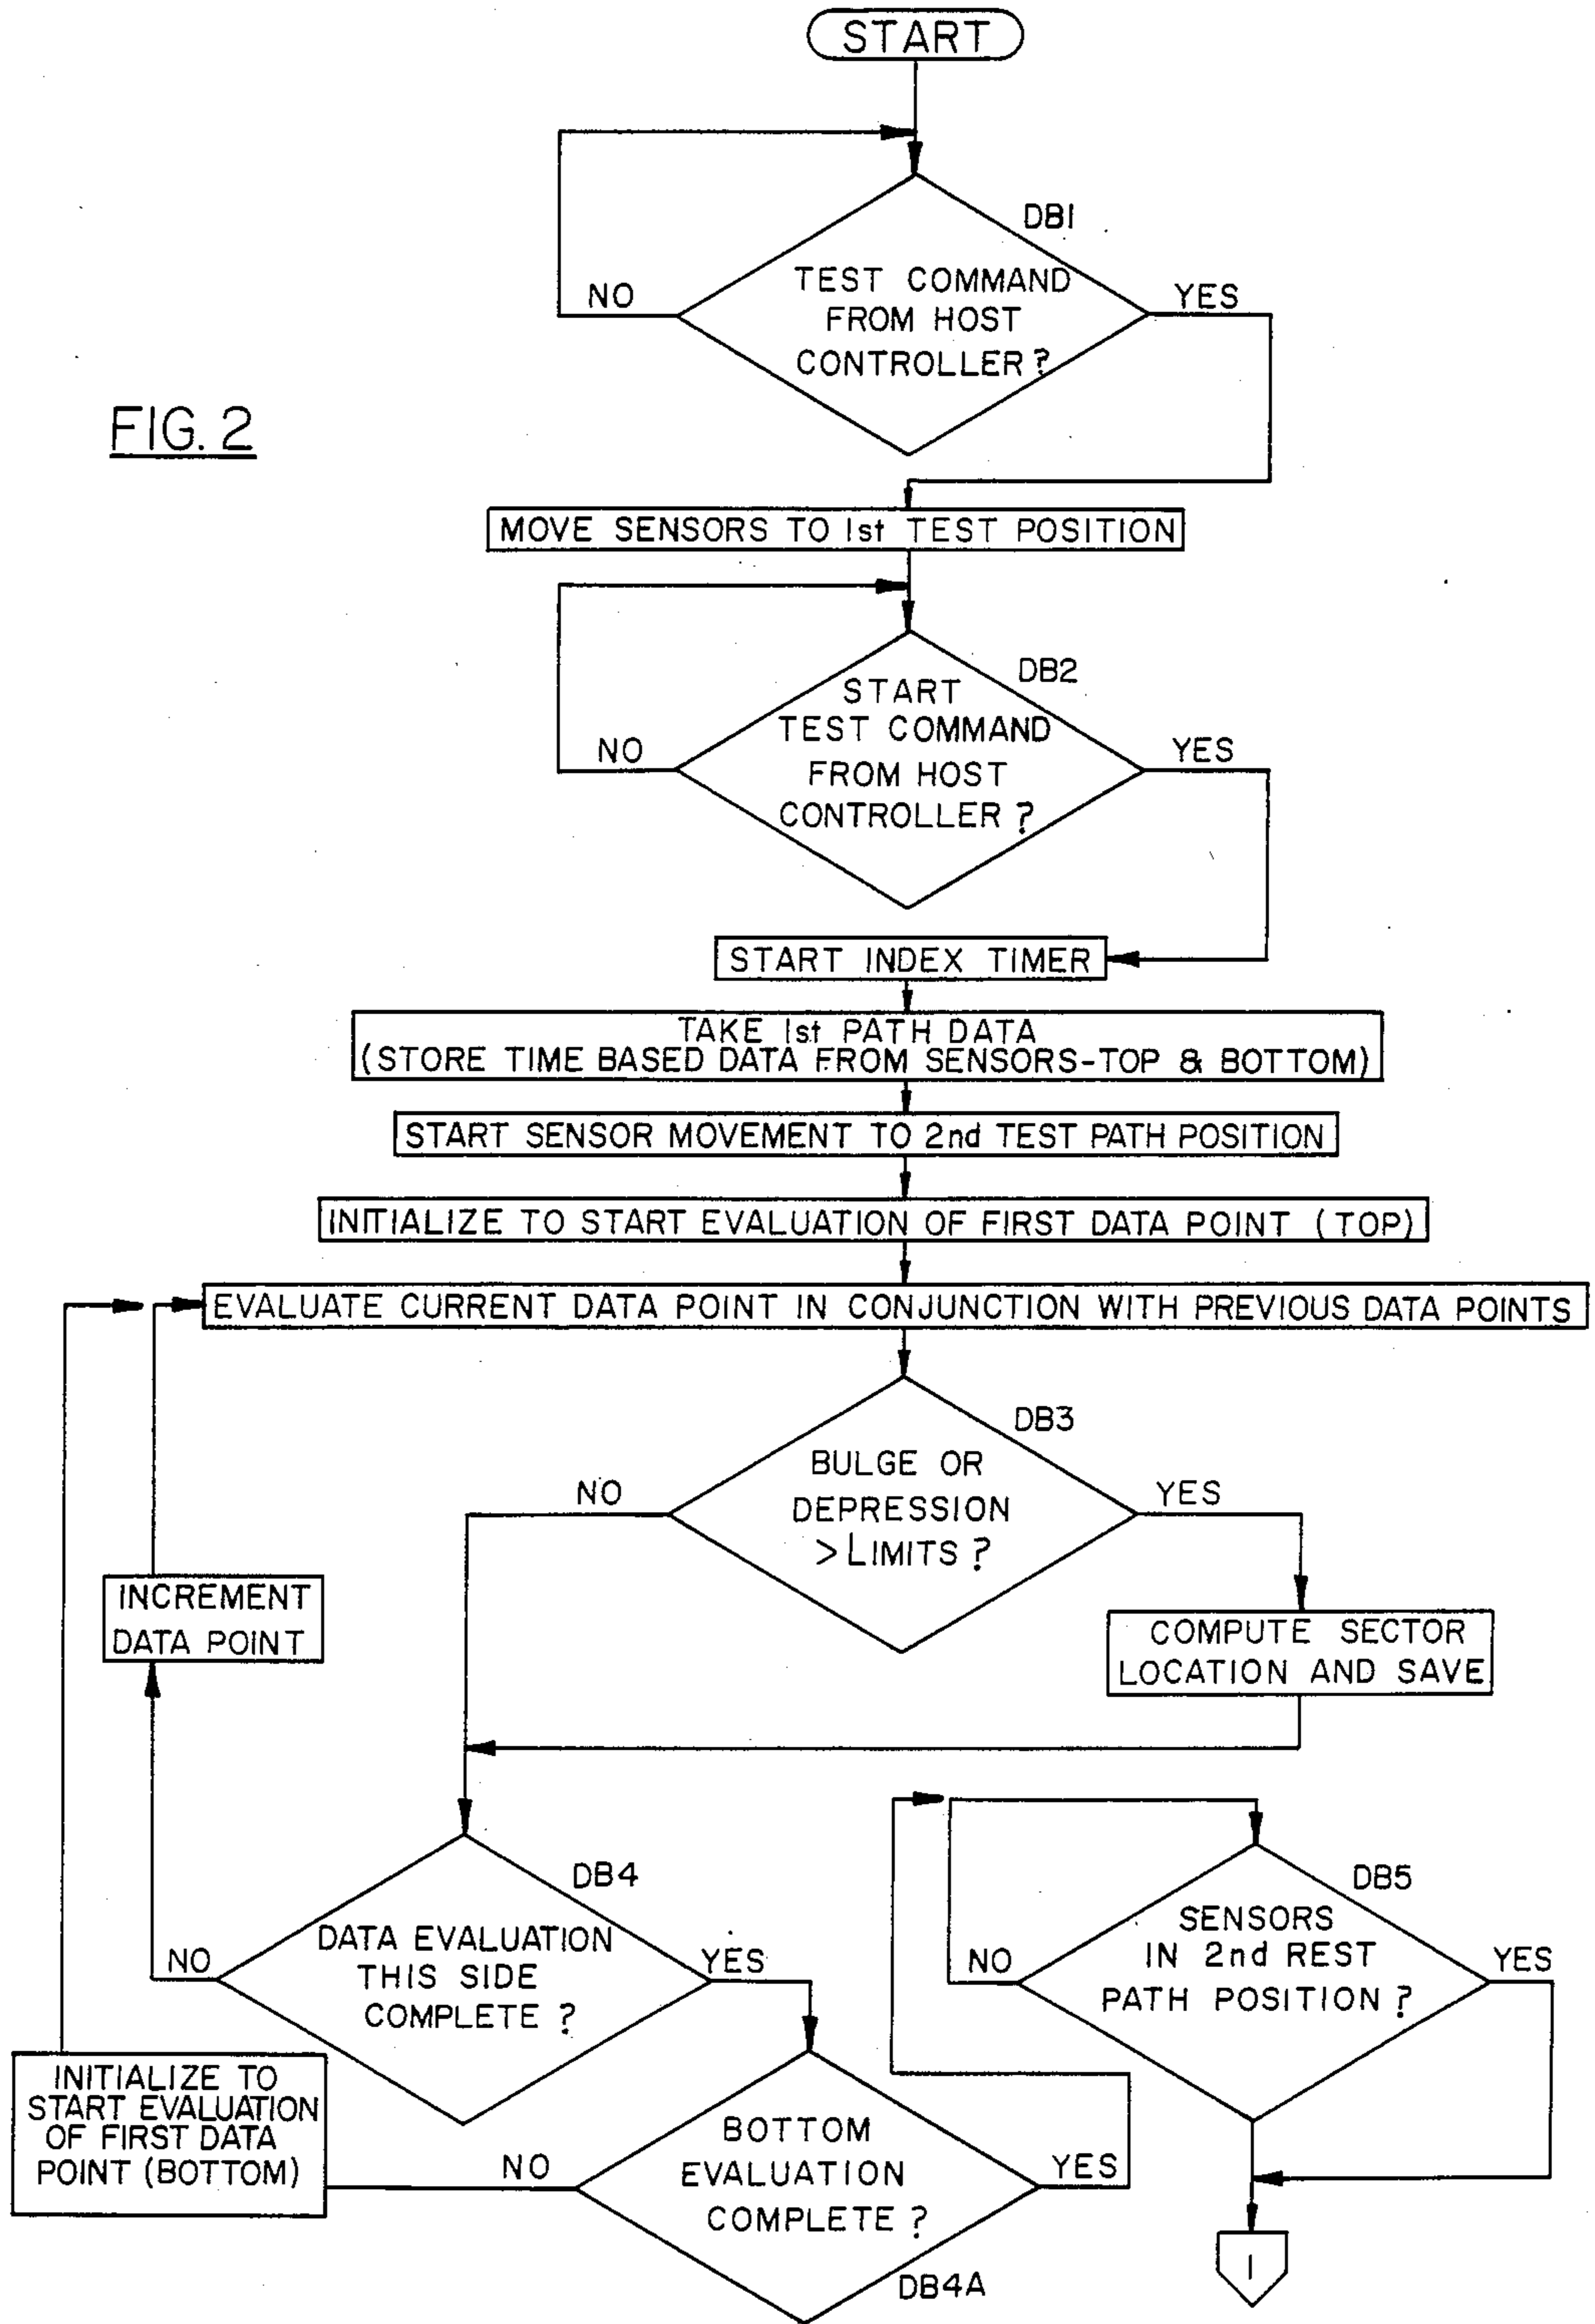 START
DB1
TEST COMMAND
FROM HOST
CONTROLLER?
NO
YES
FIG. 2
MOVE SENSORS TO 1st TEST POSITION
DB2
START
TEST COMMAND
FROM HOST
CONTROLLER?
NO
YES
START INDEX TIMER
TAKE 1st PATH DATA
(STORE TIME BASED DATA FROM SENSORS-TOP & BOTTOM)
START SENSOR MOVEMENT TO 2nd TEST PATH POSITION
INITIALIZE TO START EVALUATION OF FIRST DATA POINT (TOP)
EVALUATE CURRENT DATA POINT IN CONJUNCTION WITH PREVIOUS DATA POINTS
DB3
BULGE OR
DEPRESSION
>LIMITS?
NO
YES
INCREMENT
DATA POINT
COMPUTE SECTOR
LOCATION AND SAVE
DB4
DATA EVALUATION
THIS SIDE
COMPLETE?
NO
YES
DB5
SENSORS
IN 2nd REST
PATH POSITION?
NO
YES
INITIALIZE TO
START EVALUATION
OF FIRST DATA
POINT (BOTTOM)
BOTTOM
EVALUATION
COMPLETE?
NO
YES
DB4A
1